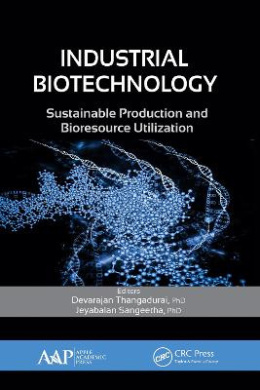 INDUSTRIAL
BIOTECHNOLOGY
Sustainable Production and
Bioresource Utilization
Editors
Devarajan Thangadurai, PhD
Jeyabalan Sangeetha, PhD
AAP
APPLE
ACADEMIC
PRESS
CRC Press
Taylor & Francis Group